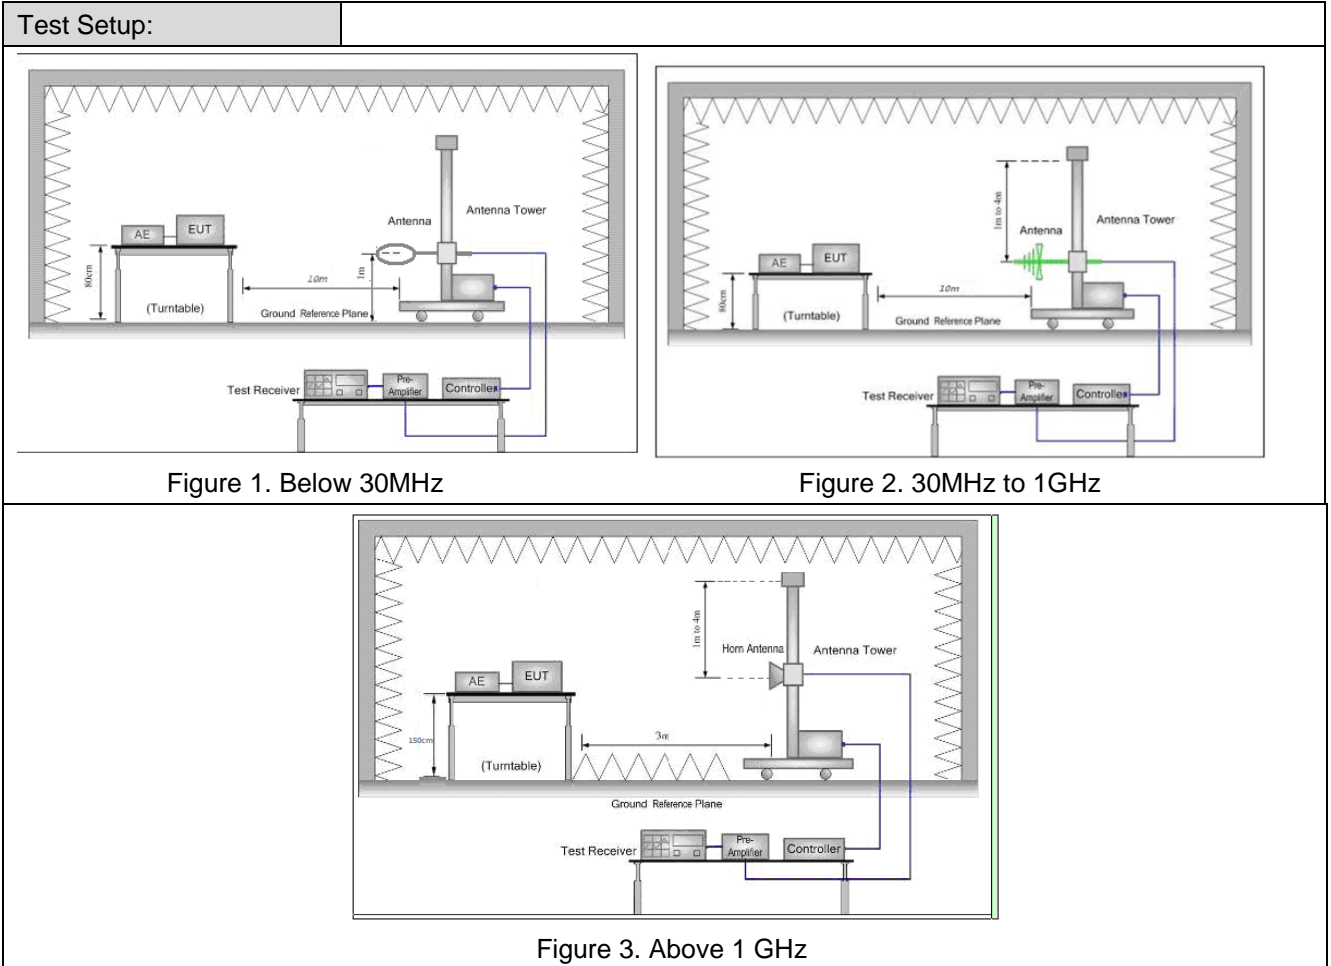 Test Setup:
AE
EUT
80cm
(Turntable)
10m
Antenna
Antenna Tower
1m
Ground Reference Plane
Test Receiver
Pre-
Amplifier
Controller
Figure 1. Below 30MHz
AE
EUT
80cm
(Turntable)
10m
1m to 4m
Antenna
Antenna Tower
Ground Reference Plane
Test Receiver
Pre-
Amplifier
Controller
Figure 2. 30MHz to 1GHz
AE
EUT
150cm
(Turntable)
3m
1m to 4m
Horn Antenna
Antenna Tower
Ground Reference Plane
Test Receiver
Pre-
Amplifier
Controller
Figure 3. Above 1 GHz